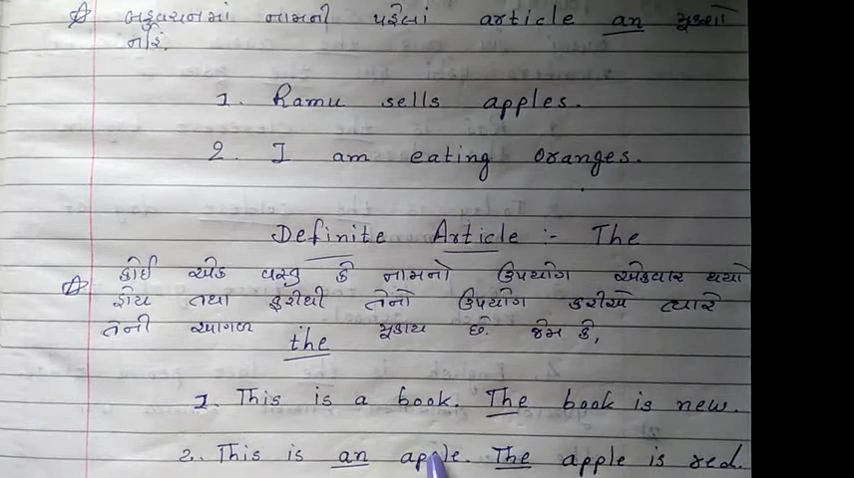 ☆ બહુવચનમાં નામની પહેલાં article an મૂકશો
નહિં.
1. Ramu sells apples.
2. I am eating oranges.
Definite Article :- The
☆ કોઈ એક વસ્તુ કે નામનો ઉપયોગ એકવાર થયો
હોય તથા ફરીથી તેનો ઉપયોગ કરીએ ત્યારે
તેની આગળ the મૂકાય છે. જેમ કે,
1. This is a book. The book is new.
2. This is an apple. The apple is red.